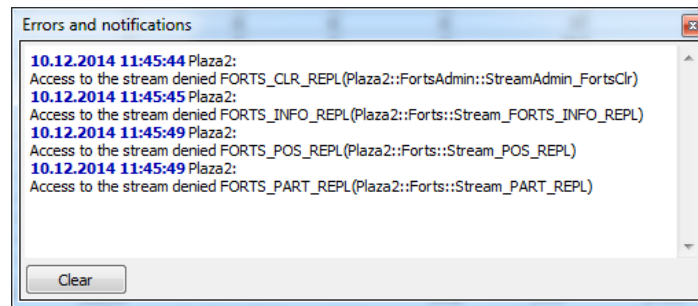 Errors and notifications
10.12.2014 11:45:44 Plaza2:
Access to the stream denied FORTS_CLR_REPL(Plaza2::FortsAdmin::StreamAdmin_FortsClr)
10.12.2014 11:45:45 Plaza2:
Access to the stream denied FORTS_INFO_REPL(Plaza2::Forts::Stream_FORTS_INFO_REPL)
10.12.2014 11:45:49 Plaza2:
Access to the stream denied FORTS_POS_REPL(Plaza2::Forts::Stream_POS_REPL)
10.12.2014 11:45:49 Plaza2:
Access to the stream denied FORTS_PART_REPL(Plaza2::Forts::Stream_PART_REPL)
Clear